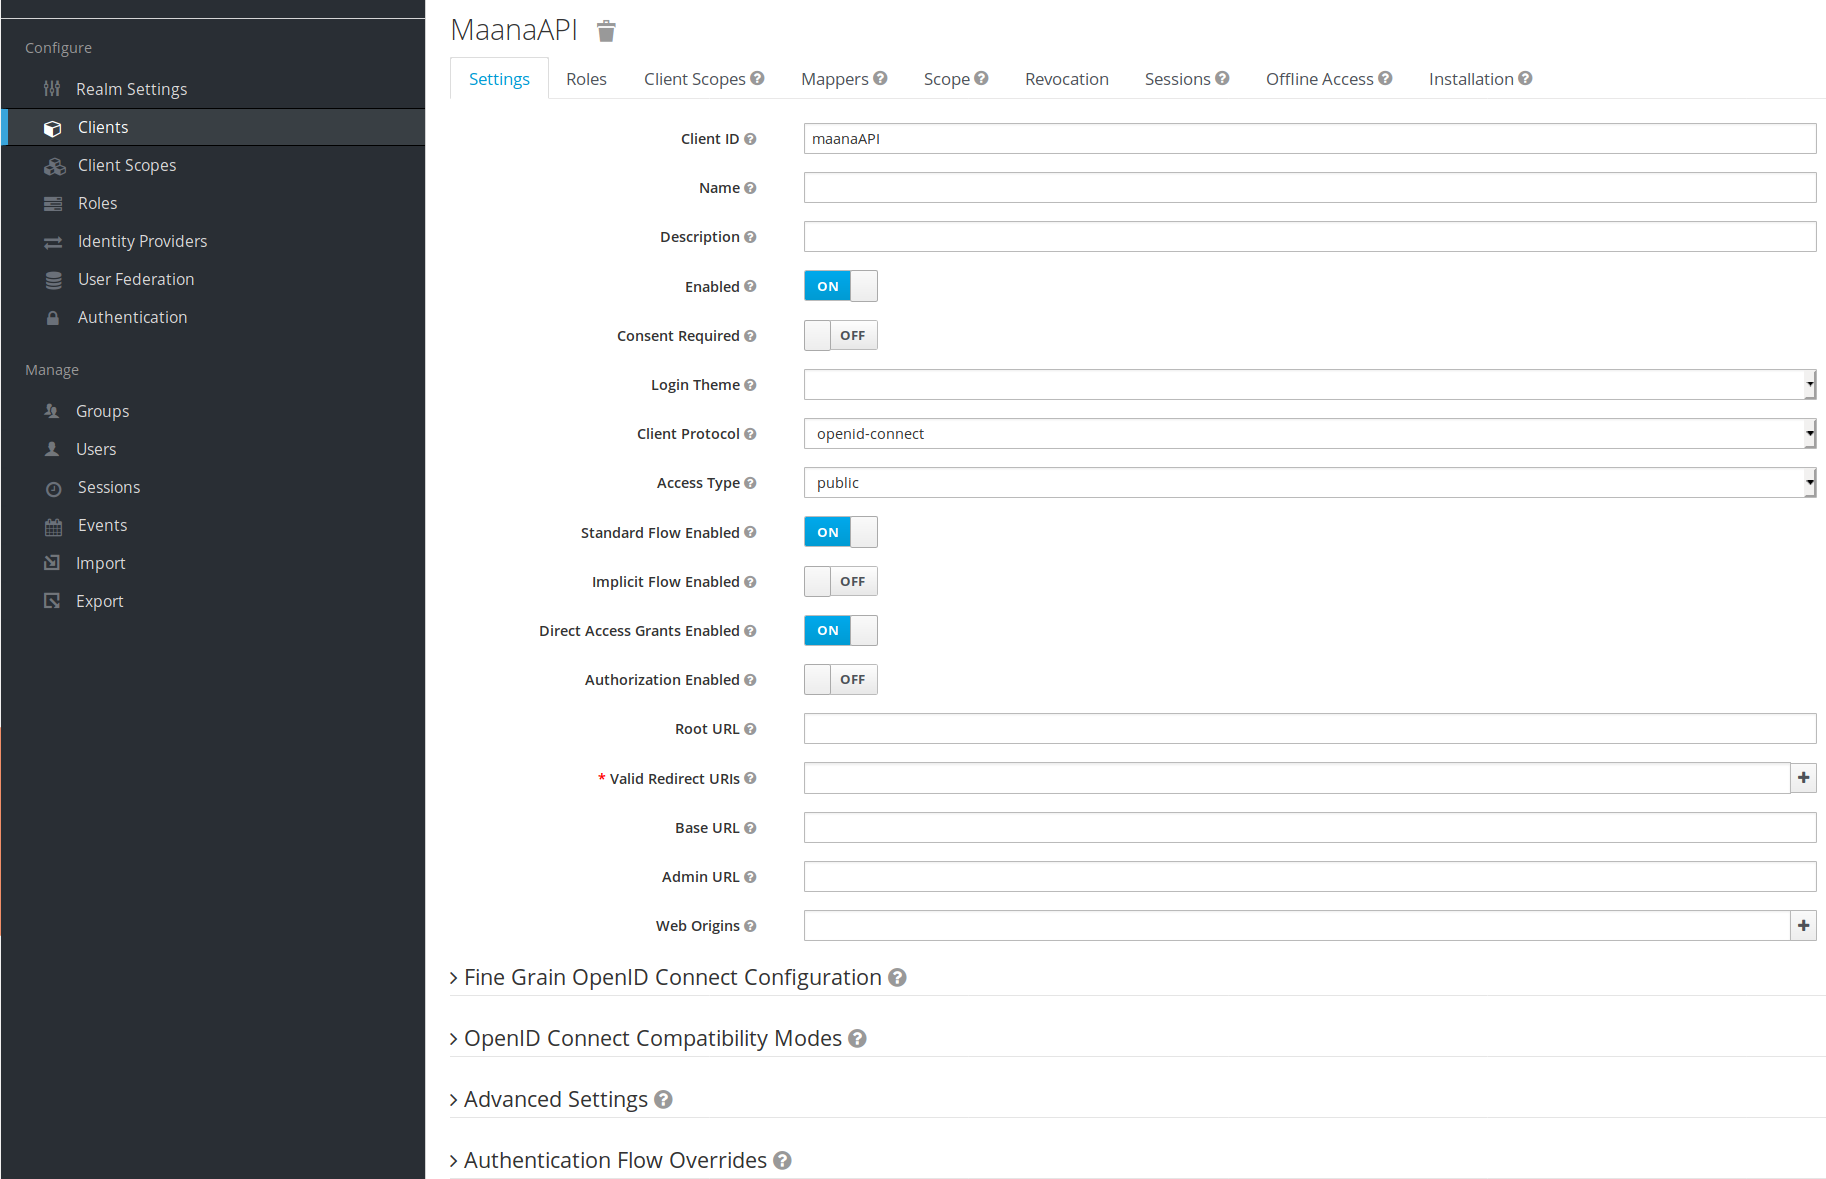 Configure
Realm Settings
Clients
Client Scopes
Roles
Identity Providers
User Federation
Authentication
Manage
Groups
Users
Sessions
Events
Import
Export
MaanaAPI
Settings Roles Client Scopes Mappers Scope Revocation Sessions Offline Access Installation
Client ID maanaAPI
Name
Description
Enabled ON
Consent Required OFF
Login Theme
Client Protocol openid-connect
Access Type public
Standard Flow Enabled ON
Implicit Flow Enabled OFF
Direct Access Grants Enabled ON
Authorization Enabled OFF
Root URL
* Valid Redirect URIs
Base URL
Admin URL
Web Origins
Fine Grain OpenID Connect Configuration
OpenID Connect Compatibility Modes
Advanced Settings
Authentication Flow Overrides